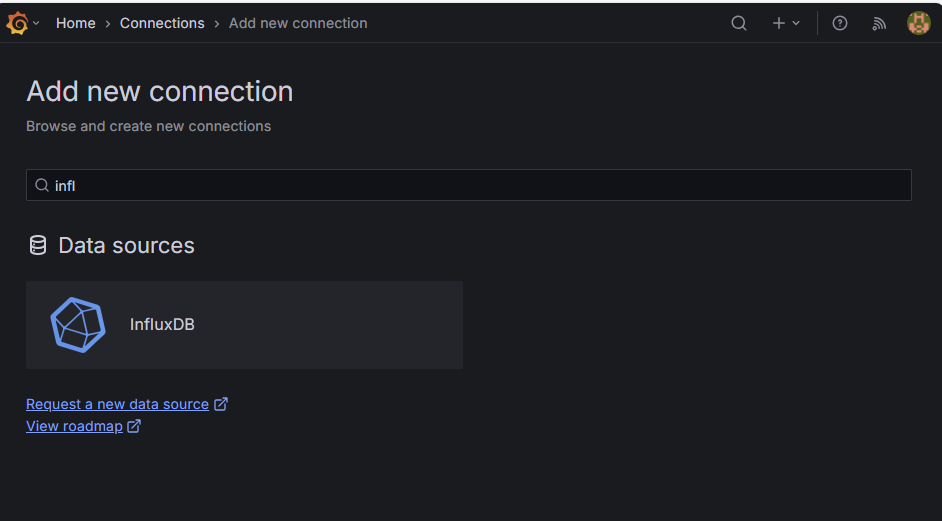 Home > Connections > Add new connection
Add new connection
Browse and create new connections
infl
Data sources
InfluxDB
Request a new data source
View roadmap